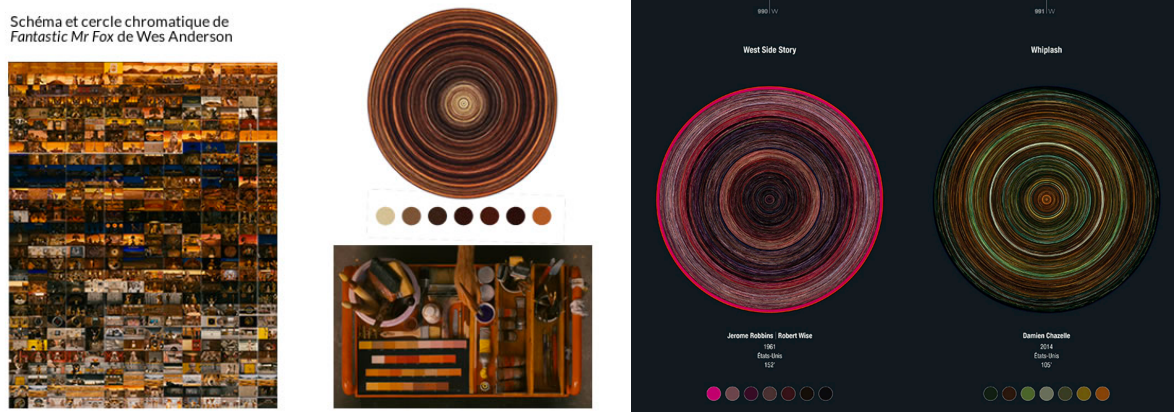 Schéma et cercle chromatique de
Fantastic Mr Fox de Wes Anderson
990 W
West Side Story
Jerome Robbins | Robert Wise
1961
États-Unis
152'
991 W
Whiplash
Damien Chazelle
2014
États-Unis
105'